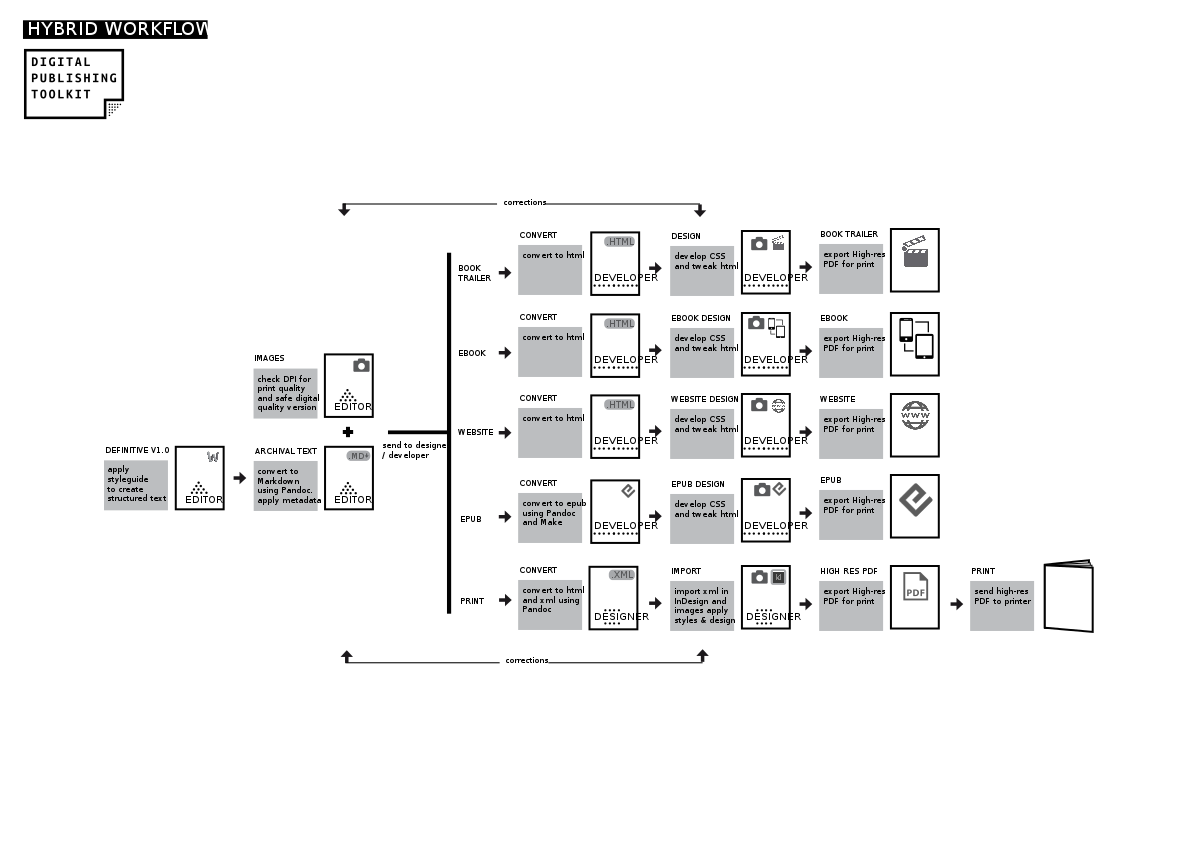 HYBRID WORKFLOW
DIGITAL
PUBLISHING
TOOLKIT
corrections
BOOK
TRAILER
CONVERT
convert to html
.HTML
DEVELOPER
DESIGN
develop CSS
and tweak html
DEVELOPER
BOOK TRAILER
export High-res
PDF for print
EBOOK
CONVERT
convert to html
.HTML
DEVELOPER
EBOOK DESIGN
develop CSS
and tweak html
DEVELOPER
EBOOK
export High-res
PDF for print
IMAGES
check DPI for
print quality
and safe digital
quality version
EDITOR
WEBSITE
CONVERT
convert to html
.HTML
DEVELOPER
WEBSITE DESIGN
develop CSS
and tweak html
WWW
DEVELOPER
WEBSITE
export High-res
PDF for print
WWW
DEFINITIVE V1.0
apply
styleguide
to create
structured text
W
EDITOR
ARCHIVAL TEXT
convert to
Markdown
using Pandoc.
apply metadata
MD+
EDITOR
send to designe
/ developer
EPUB
CONVERT
convert to epub
using Pandoc
and Make
DEVELOPER
EPUB DESIGN
develop CSS
and tweak html
DEVELOPER
EPUB
export High-res
PDF for print
PRINT
CONVERT
convert to html
and xml using
Pandoc
.XML
DESIGNER
IMPORT
import xml in
InDesign and
images apply
styles & design
Id
DESIGNER
HIGH RES PDF
export High-res
PDF for print
PDF
PRINT
send high-res
PDF to printer
corrections